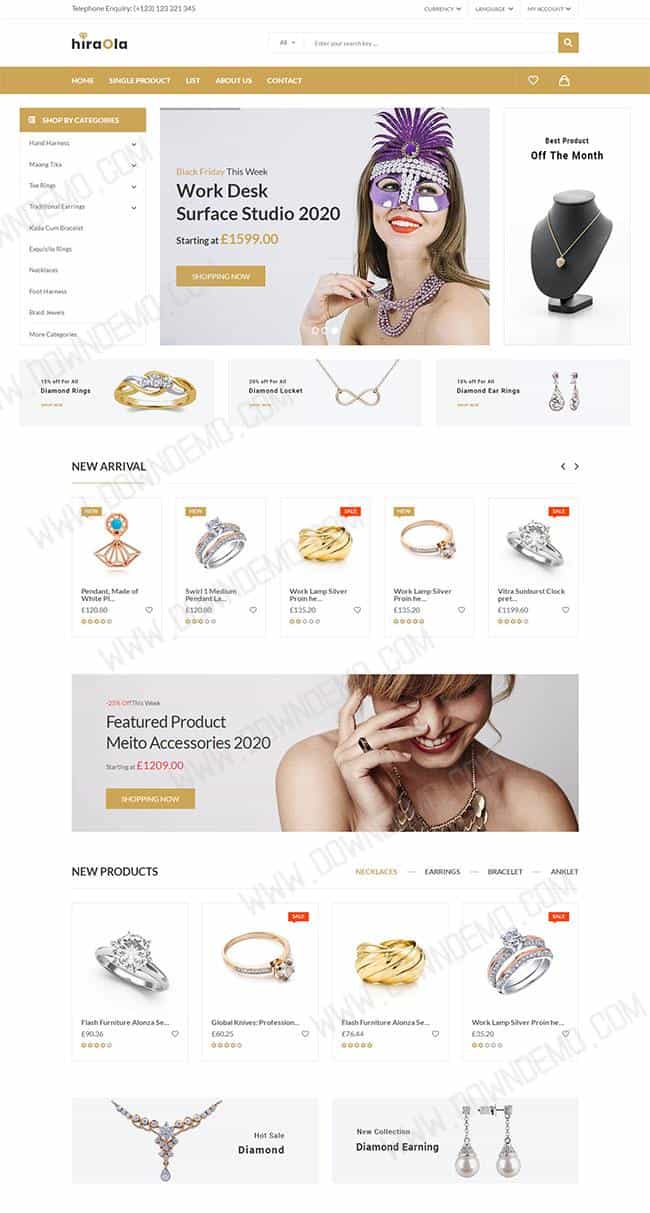 Telephone Enquiry: (+123) 123 321 345
CURRENCY LANGUAGE MY ACCOUNT
hiraOla
All Enter your search key ...
HOME SINGLE PRODUCT LIST ABOUT US CONTACT
SHOP BY CATEGORIES
Hand Harness
Maang Tika
Toe Rings
Traditional Earrings
Kada Cum Bracelet
Exquisite Rings
Necklaces
Foot Harness
Braid Jewels
More Categories
Black Friday This Week
Work Desk
Surface Studio 2020
Starting at £1599.00
SHOPPING NOW
Best Product
Off The Month
15% off For All
Diamond Rings
SHOP NOW
20% off For All
Diamond Locket
SHOP NOW
10% off For All
Diamond Ear Rings
SHOP NOW
NEW ARRIVAL
NEW
Pendant, Made of
White Pl...
£120.80
NEW
Swirl 1 Medium
Pendant La...
£120.80
SALE
Work Lamp Silver
Proin he...
£135.20
NEW
Work Lamp Silver
Proin he...
£135.20
SALE
Vitra Sunburst Clock
pret...
£1199.60
-25% Off This Week
Featured Product
Meito Accessories 2020
Starting at £1209.00
SHOPPING NOW
NEW PRODUCTS
NECKLACES EARRINGS BRACELET ANKLET
Flash Furniture Alonza Se...
£90.36
SALE
Global Knives: Profession...
£60.25
Flash Furniture Alonza Se...
£76.44
SALE
Work Lamp Silver Proin he...
£35.20
Hot Sale
Diamond
New Collection
Diamond Earning
WWW.DOWNDEMO.COM